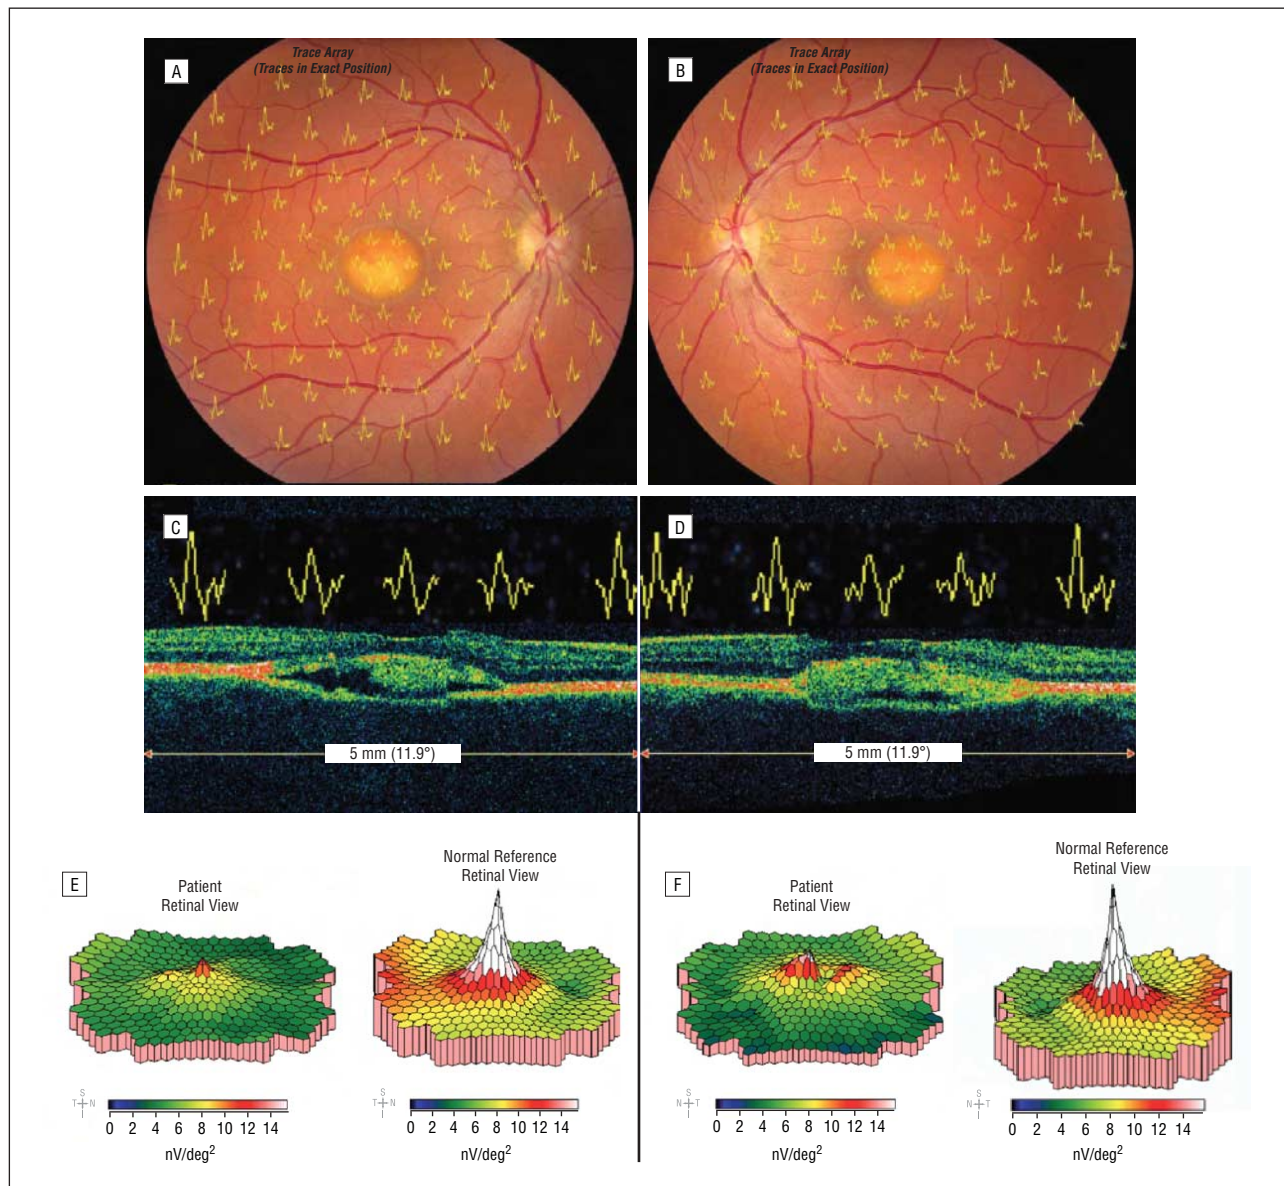 A
Trace Array
(Traces in Exact Position)
B
Trace Array
(Traces in Exact Position)
C
5 mm (11.9°)
D
5 mm (11.9°)
E
Patient
Retinal View
Normal Reference
Retinal View
S
T N
0 2 4 6 8 10 12 14
nV/deg²
S
T N
0 2 4 6 8 10 12 14
nV/deg²
F
Patient
Retinal View
Normal Reference
Retinal View
S
N T
0 2 4 6 8 10 12 14
nV/deg²
S
N T
0 2 4 6 8 10 12 14
nV/deg²